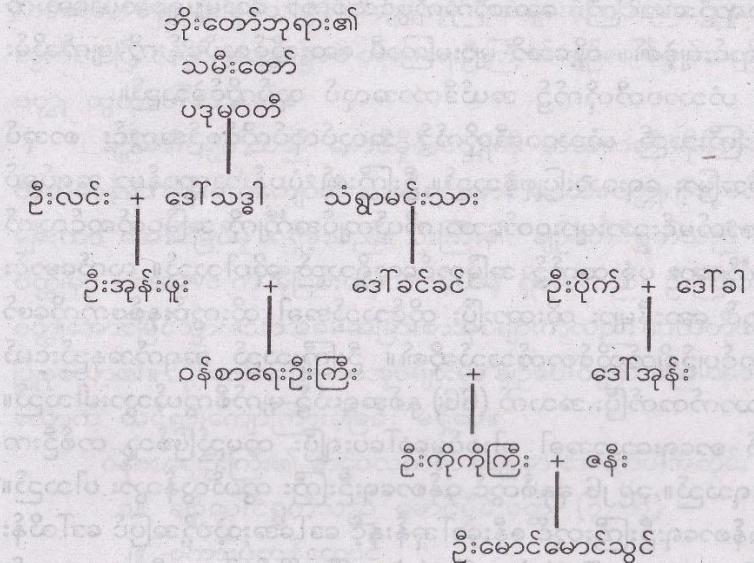 ဘိုးတော်ဘုရား၏
သမီးတော်
ပဒုမ္မဝတီ
ဦးလင်း + ဒေါ်သဒ္ဓါ သံရွာမင်းသား
ဦးအုန်းဖူး + ဒေါ်ခင်ခင် ဦးပိုက် + ဒေါ်ခါ
ဝန်စာရေးဦးကြီး + ဒေါ်အုန်း
ဦးကိုကိုကြီး + ဇနီး
ဦးမောင်မောင်သွင်